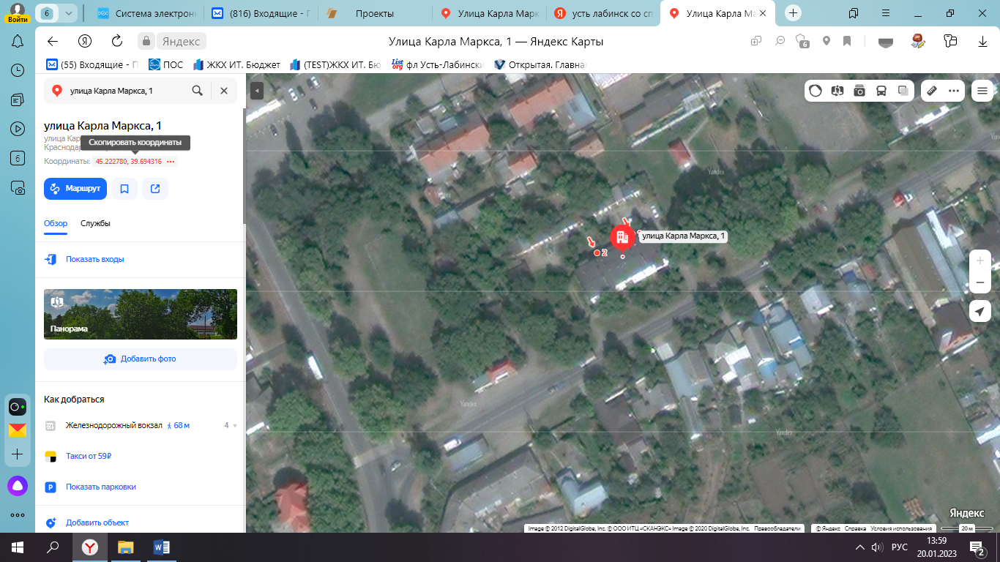 Войти
6
Система электронн
(816) Входящие - П
Проекты
Улица Карла Марк
усть лабинск со сп
Улица Карла Ма
Яндекс
Улица Карла Маркса, 1 — Яндекс Карты
6
(55) Входящие - П
ПОС
ЖКХ ИТ. Бюджет
(TEST)ЖКХ ИТ. Бю
List org
фл Усть-Лабински
Открытая. Главна
6
улица Карла Маркса, 1
улица Карла Маркса, 1
улица Кар
Скопировать координаты
Краснодар
Координаты: 45.222780, 39.694316
Маршрут
Обзор
Службы
Показать входы
Панорама
Добавить фото
Как добраться
Железнодорожный вокзал 68 м 4
Такси от 59₽
P Показать парковки
Добавить объект
Yandex
Yandex
Yandex
улица Карла Маркса, 1
2
Yandex
Yandex
Яндекс
Image © 2012 DigitalGlobe, Inc. © ООО ИТЦ «СКАНЭКС» Image © 2020 DigitalGlobe, Inc. Правообладатели
© Яндекс Справка Условия использования
20 м
РУС
13:59
20.01.2023
2